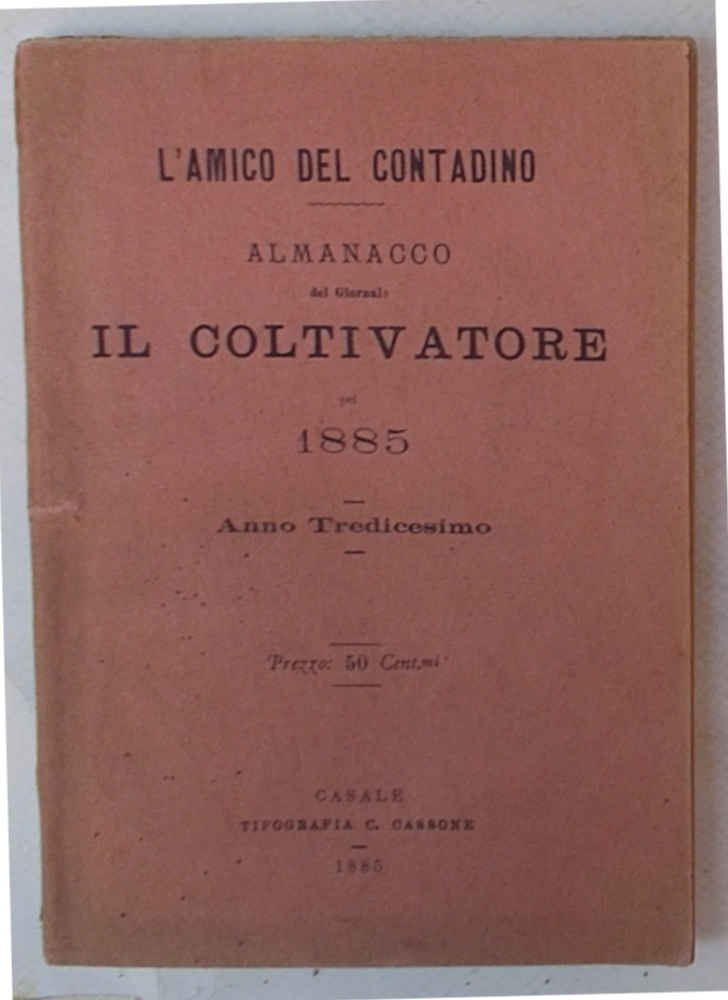 L'AMICO DEL CONTADINO
ALMANACCO
del Giornale
IL COLTIVATORE
pel
1885
Anno Tredicesimo
Prezzo: 50 Cent.mi
CASALE
TIPOGRAFIA C. CASSONE
1885